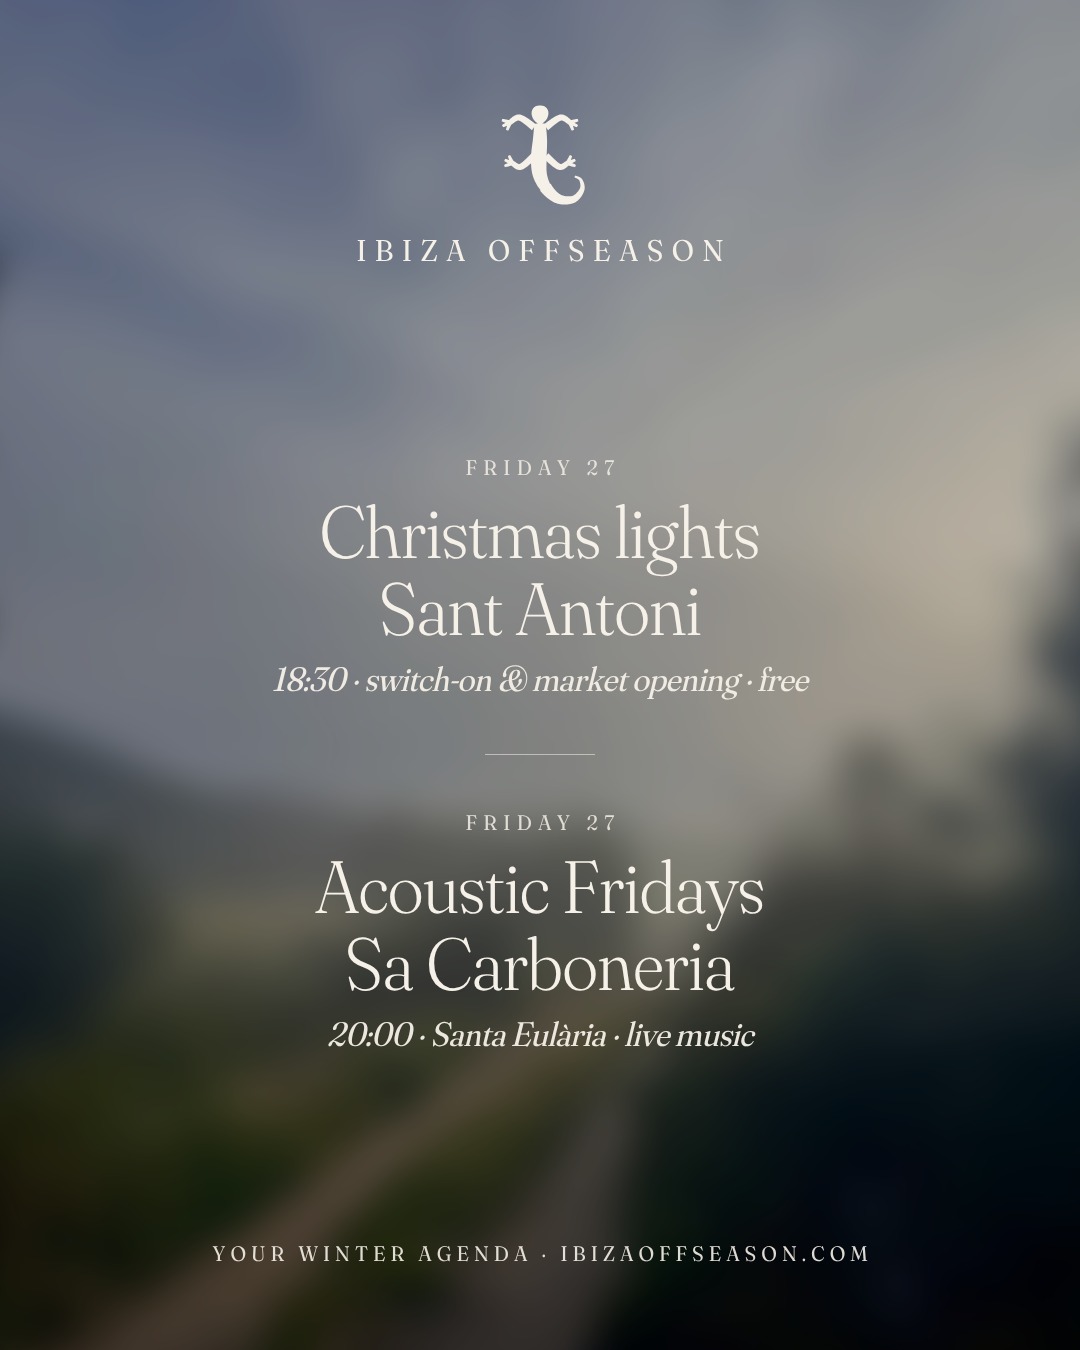 IBIZA OFFSEASON
FRIDAY 27
Christmas lights
Sant Antoni
18:30 · switch-on & market opening · free
FRIDAY 27
Acoustic Fridays
Sa Carboneria
20:00 · Santa Eulària · live music
YOUR WINTER AGENDA · IBIZAOFFSEASON.COM